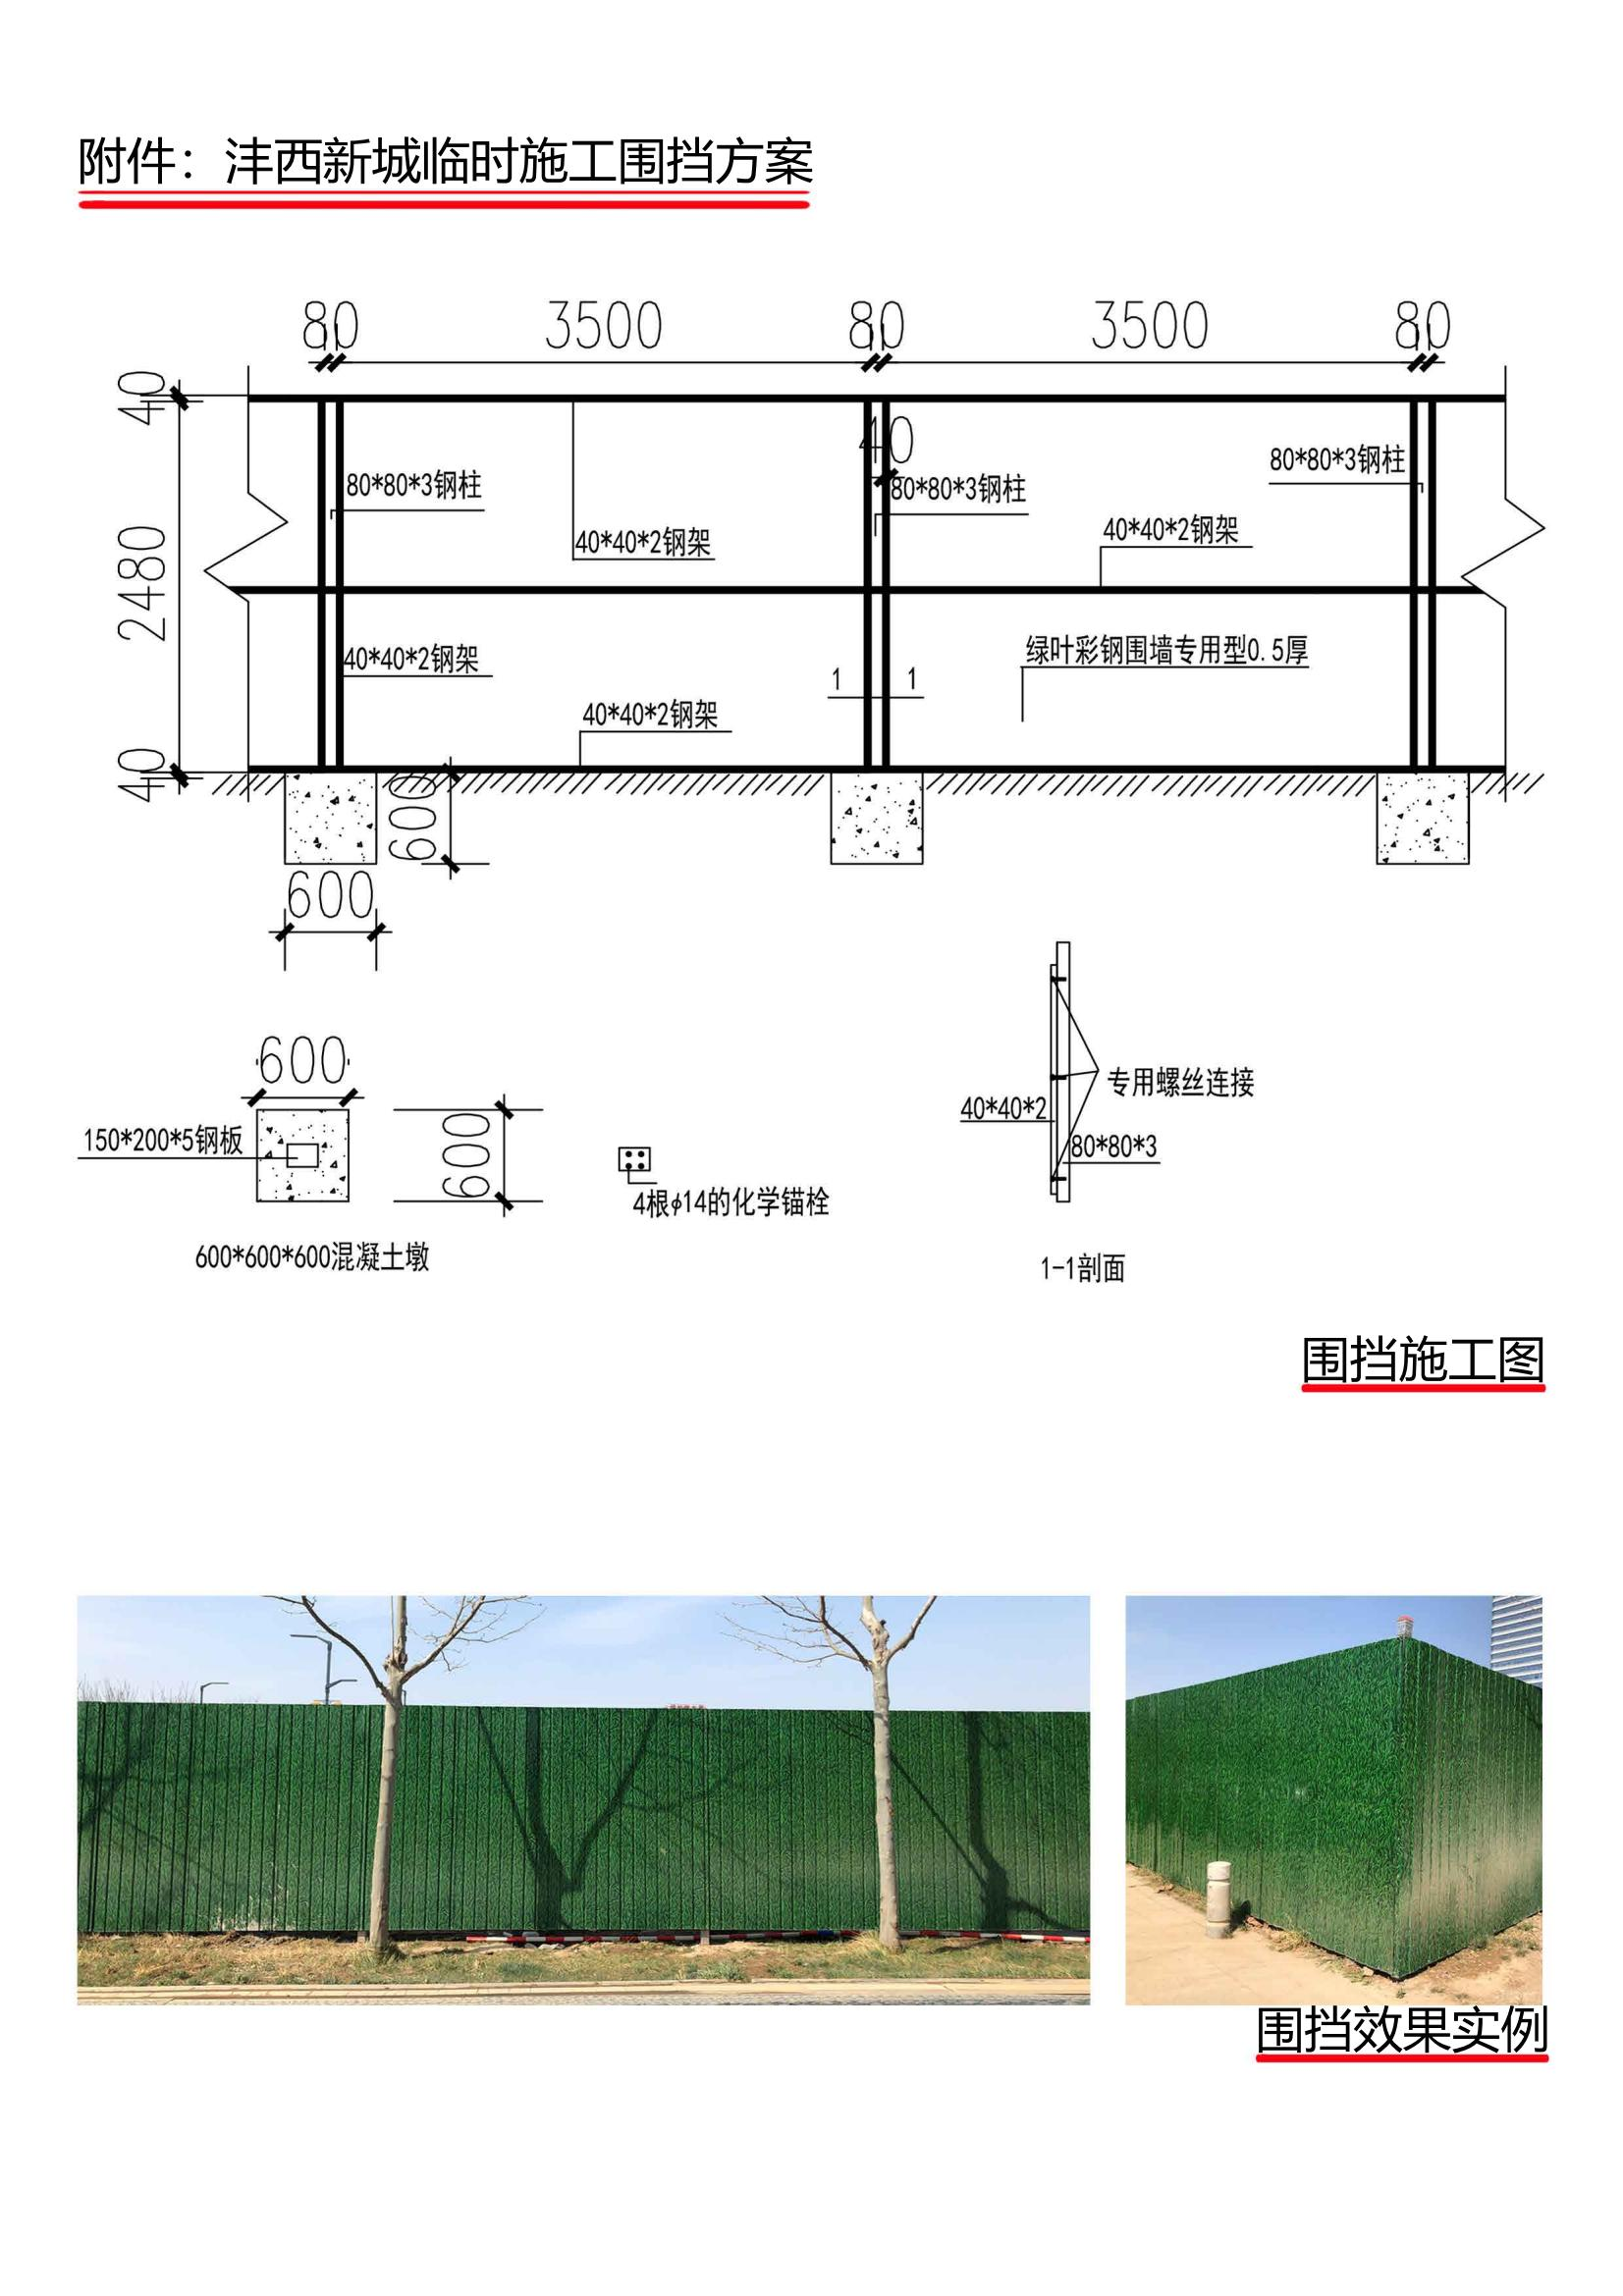 附件：沣西新城临时施工围挡方案
80 3500 80 3500 80
40
40
80*80*3钢柱
80*80*3钢柱
80*80*3钢柱
40*40*2钢架
40*40*2钢架
2480
绿叶彩钢围墙专用型0.5厚
40*40*2钢架
1 1
40*40*2钢架
40
600
600
600
专用螺丝连接
40*40*2
150*200*5钢板
600
80*80*3
4根φ14的化学锚栓
600*600*600混凝土墩
1-1剖面
围挡施工图
围挡效果实例